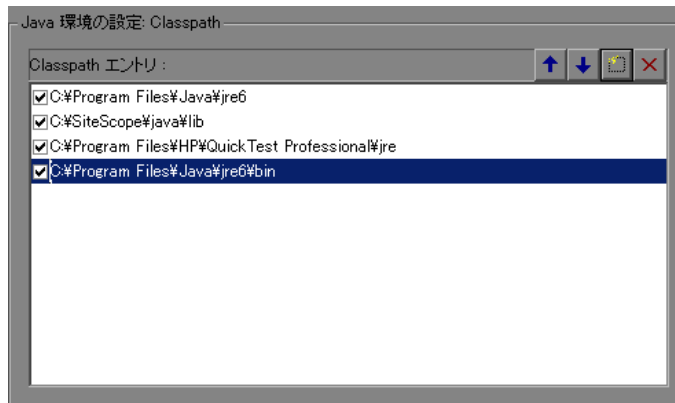 Java 環境の設定: Classpath
Classpath エントリ :
C:¥Program Files¥Java¥jre6
C:¥SiteScope¥java¥lib
C:¥Program Files¥HP¥QuickTest Professional¥jre
C:¥Program Files¥Java¥jre6¥bin